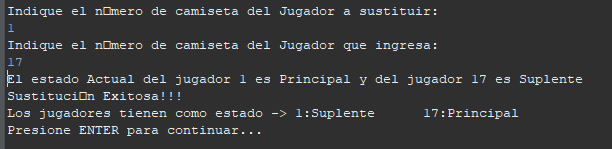 Indique el n□mero de camiseta del Jugador a sustituir:
1
Indique el n□mero de camiseta del Jugador que ingresa:
17
El estado Actual del jugador 1 es Principal y del jugador 17 es Suplente
Sustituci□n Exitosa!!!
Los jugadores tienen como estado -> 1:Suplente      17:Principal
Presione ENTER para continuar...